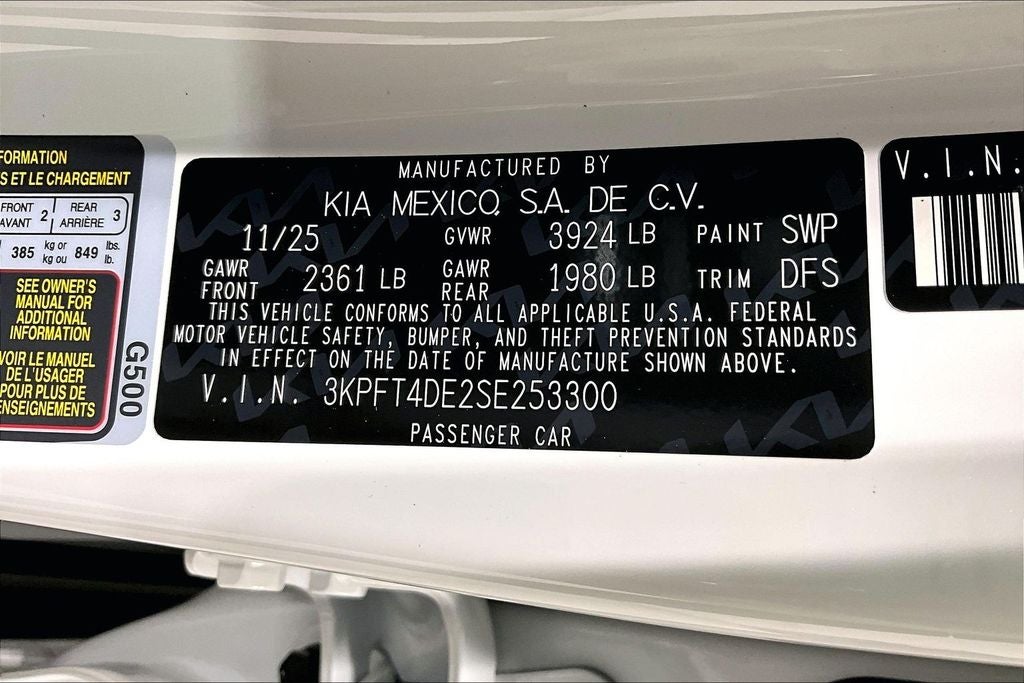 FORMATION
S ET LE CHARGEMENT
FRONT 2 REAR 3
AVANT ARRIÈRE
385 kg or 849 lbs.
kg ou lb.
SEE OWNER'S
MANUAL FOR
ADDITIONAL
INFORMATION
VOIR LE MANUEL
DE L'USAGER
POUR PLUS DE
ENSEIGNEMENTS
G500
MANUFACTURED BY
KIA MEXICO, S.A. DE C.V.
11/25 GVWR 3924 LB PAINT SWP
GAWR FRONT 2361 LB GAWR REAR 1980 LB TRIM DFS
THIS VEHICLE CONFORMS TO ALL APPLICABLE U.S.A. FEDERAL
MOTOR VEHICLE SAFETY, BUMPER, AND THEFT PREVENTION STANDARDS
IN EFFECT ON THE DATE OF MANUFACTURE SHOWN ABOVE.
V.I.N. 3KPFT4DE2SE253300
PASSENGER CAR
V.I.N.